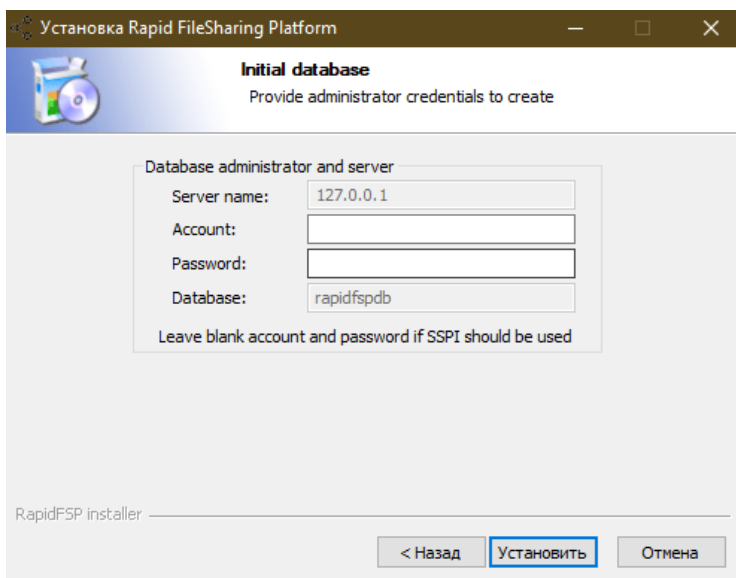 Установка Rapid FileSharing Platform
Initial database
Provide administrator credentials to create
Database administrator and server
Server name: 127.0.0.1
Account:
Password:
Database: rapidfspdb
Leave blank account and password if SSPI should be used
RapidFSP installer
< Назад Установить Отмена